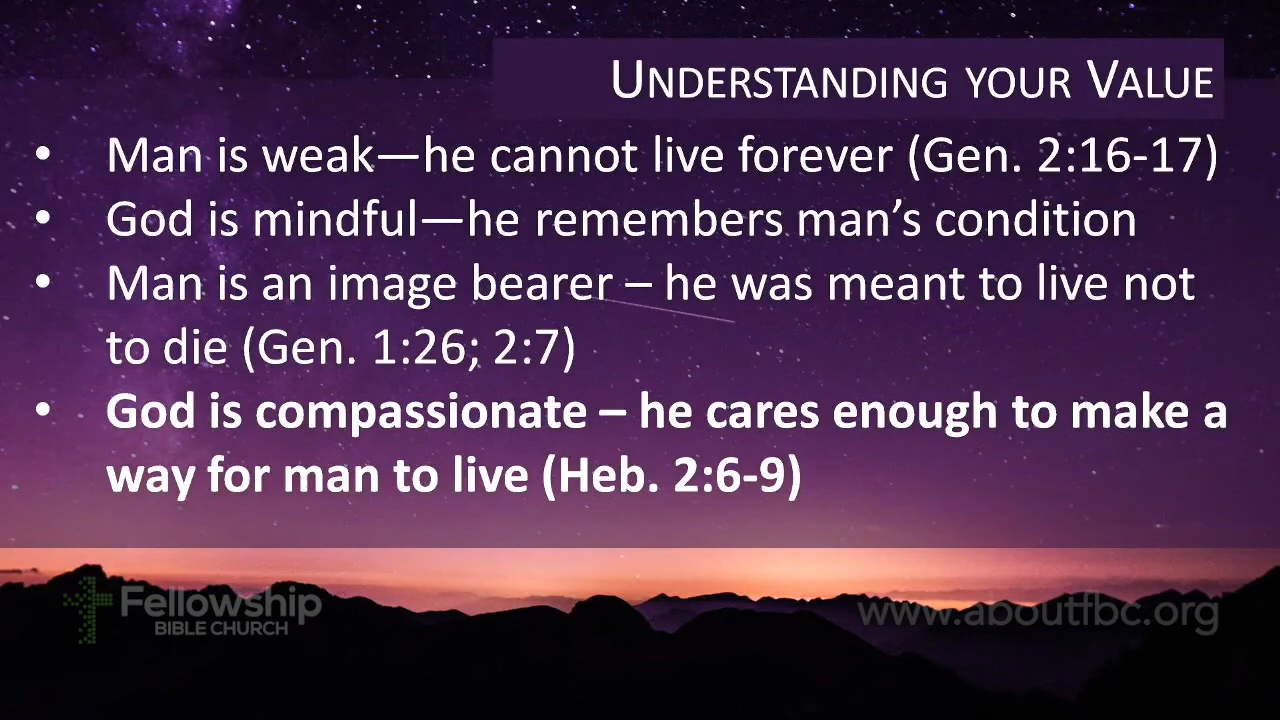 Understanding your Value
• Man is weak—he cannot live forever (Gen. 2:16-17)
• God is mindful—he remembers man’s condition
• Man is an image bearer – he was meant to live not
to die (Gen. 1:26; 2:7)
• God is compassionate – he cares enough to make a
way for man to live (Heb. 2:6-9)
Fellowship
BIBLE CHURCH
www.aboutfbc.org